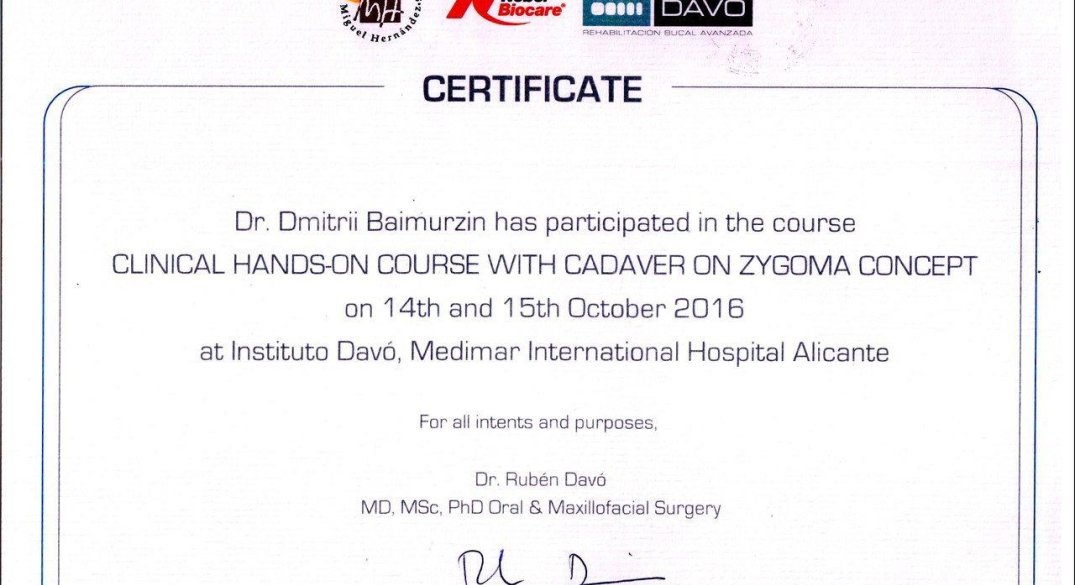 Miguel Hernández
Nobel
Biocare®
DAVÓ
REHABILITACIÓN BUCAL AVANZADA
CERTIFICATE
Dr. Dmitrii Baimurzin has participated in the course
CLINICAL HANDS-ON COURSE WITH CADAVER ON ZYGOMA CONCEPT
on 14th and 15th October 2016
at Instituto Davó, Medimar International Hospital Alicante
For all intents and purposes,
Dr. Rubén Davó
MD, MSc, PhD Oral & Maxillofacial Surgery